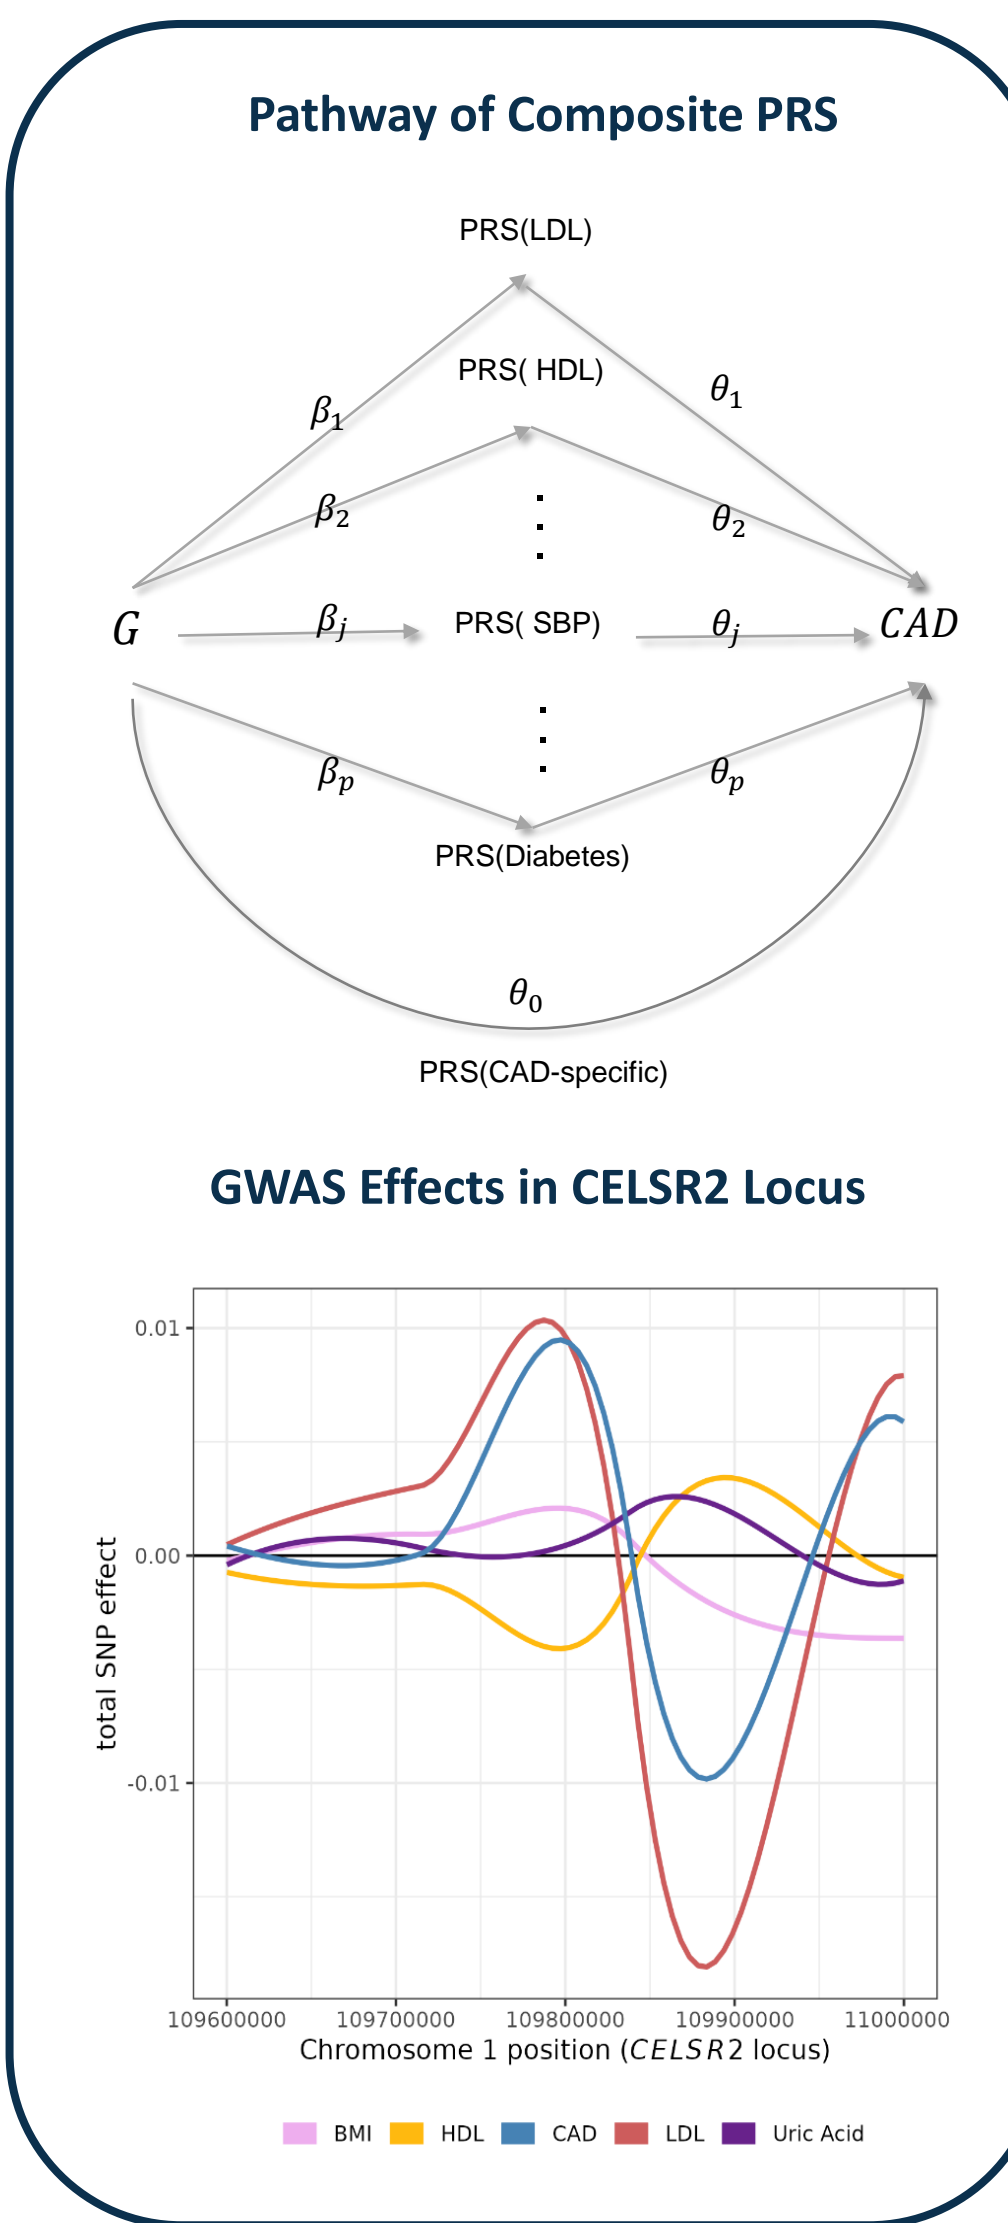 Pathway of Composite PRS
PRS(LDL)
PRS( HDL)
β1
θ1
β2
θ2
G
βj
PRS( SBP)
θj
CAD
βp
θp
PRS(Diabetes)
θ0
PRS(CAD-specific)
GWAS Effects in CELSR2 Locus
total SNP effect
0.01
0.00
-0.01
109600000 109700000 109800000 109900000 11000000
Chromosome 1 position (CELSR2 locus)
BMI HDL CAD LDL Uric Acid